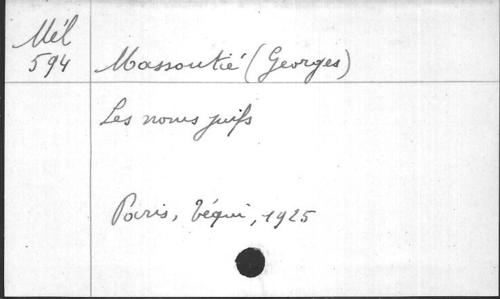 Mél
594
Massoutié (Georges)
Les noms juifs
Paris, Téqui, 1925